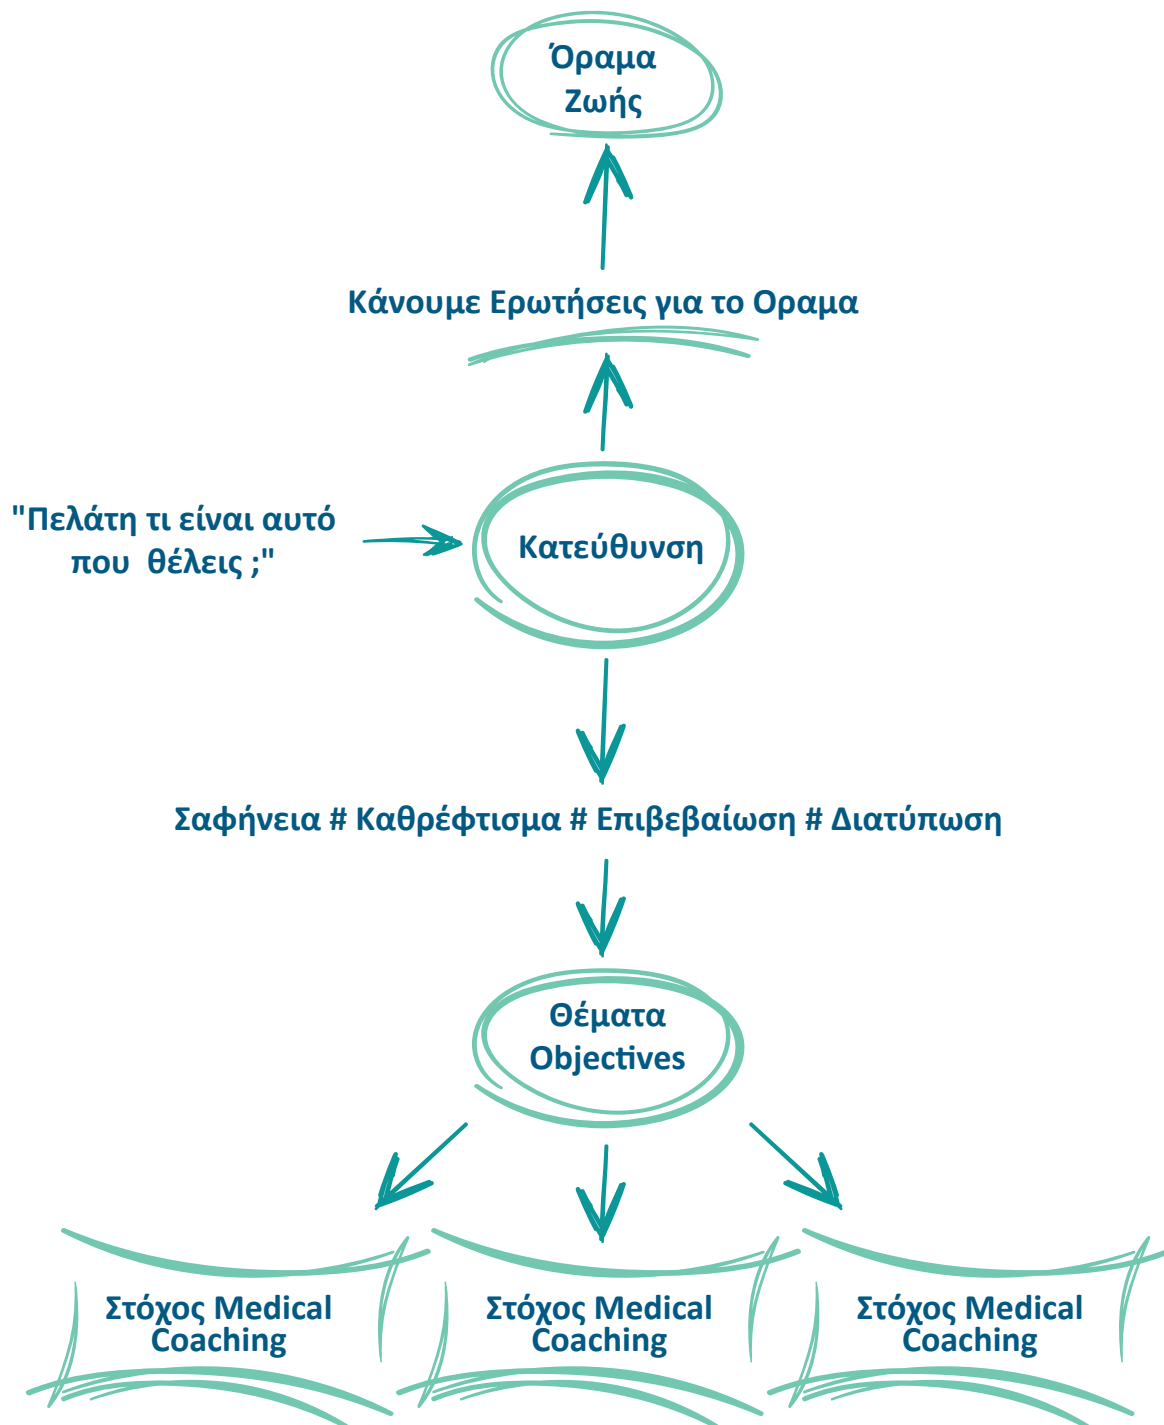 Όραμα
Ζωής
Κάνουμε Ερωτήσεις για το Οραμα
"Πελάτη τι είναι αυτό
που  θέλεις ;"
Κατεύθυνση
Σαφήνεια # Καθρέφτισμα # Επιβεβαίωση # Διατύπωση
Θέματα
Objectives
Στόχος Medical
Coaching
Στόχος Medical
Coaching
Στόχος Medical
Coaching